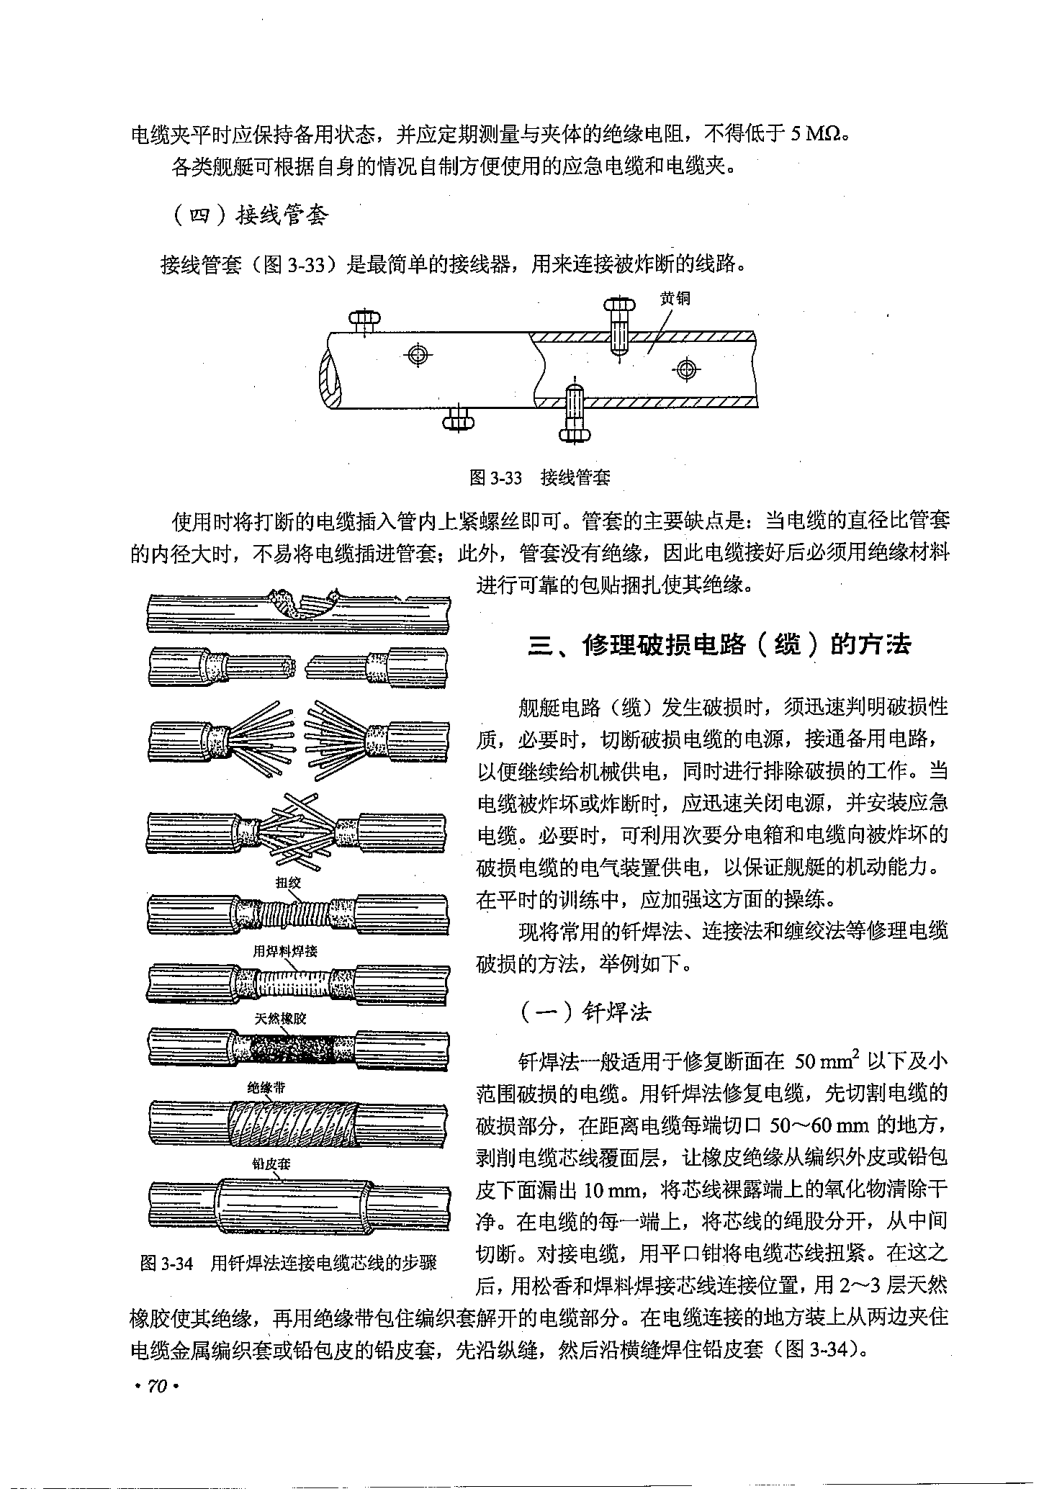 电缆夹平时应保持备用状态，并应定期测量与夹体的绝缘电阻，不得低于 5 MΩ。
各类舰艇可根据自身的情况自制方便使用的应急电缆和电缆夹。
（四）接线管套
接线管套（图 3-33）是最简单的接线器，用来连接被炸断的线路。
黄铜
图 3-33 接线管套
使用时将打断的电缆插入管内上紧螺丝即可。管套的主要缺点是：当电缆的直径比管套
的内径大时，不易将电缆插进管套；此外，管套没有绝缘，因此电缆接好后必须用绝缘材料
进行可靠的包贴捆扎使其绝缘。
三、修理破损电路（缆）的方法
舰艇电路（缆）发生破损时，须迅速判明破损性
质，必要时，切断破损电缆的电源，接通备用电路，
以便继续给机械供电，同时进行排除破损的工作。当
电缆被炸坏或炸断时，应迅速关闭电源，并安装应急
电缆。必要时，可利用次要分电箱和电缆向被炸坏的
破损电缆的电气装置供电，以保证舰艇的机动能力。
在平时的训练中，应加强这方面的操练。
现将常用的钎焊法、连接法和缠绞法等修理电缆
破损的方法，举例如下。
（一）钎焊法
钎焊法一般适用于修复断面在 50 mm² 以下及小
范围破损的电缆。用钎焊法修复电缆，先切割电缆的
破损部分，在距离电缆每端切口 50～60 mm 的地方，
剥削电缆芯线覆面层，让橡皮绝缘从编织外皮或铅包
皮下面漏出 10 mm，将芯线裸露端上的氧化物清除干
净。在电缆的每一端上，将芯线的绳股分开，从中间
切断。对接电缆，用平口钳将电缆芯线扭紧。在这之
后，用松香和焊料焊接芯线连接位置，用 2～3 层天然
扭绞
用焊料焊接
天然橡胶
绝缘带
铅皮套
图 3-34 用钎焊法连接电缆芯线的步骤
橡胶使其绝缘，再用绝缘带包住编织套解开的电缆部分。在电缆连接的地方装上从两边夹住
电缆金属编织套或铅包皮的铅皮套，先沿纵缝，然后沿横缝焊住铅皮套（图 3-34）。
·70·